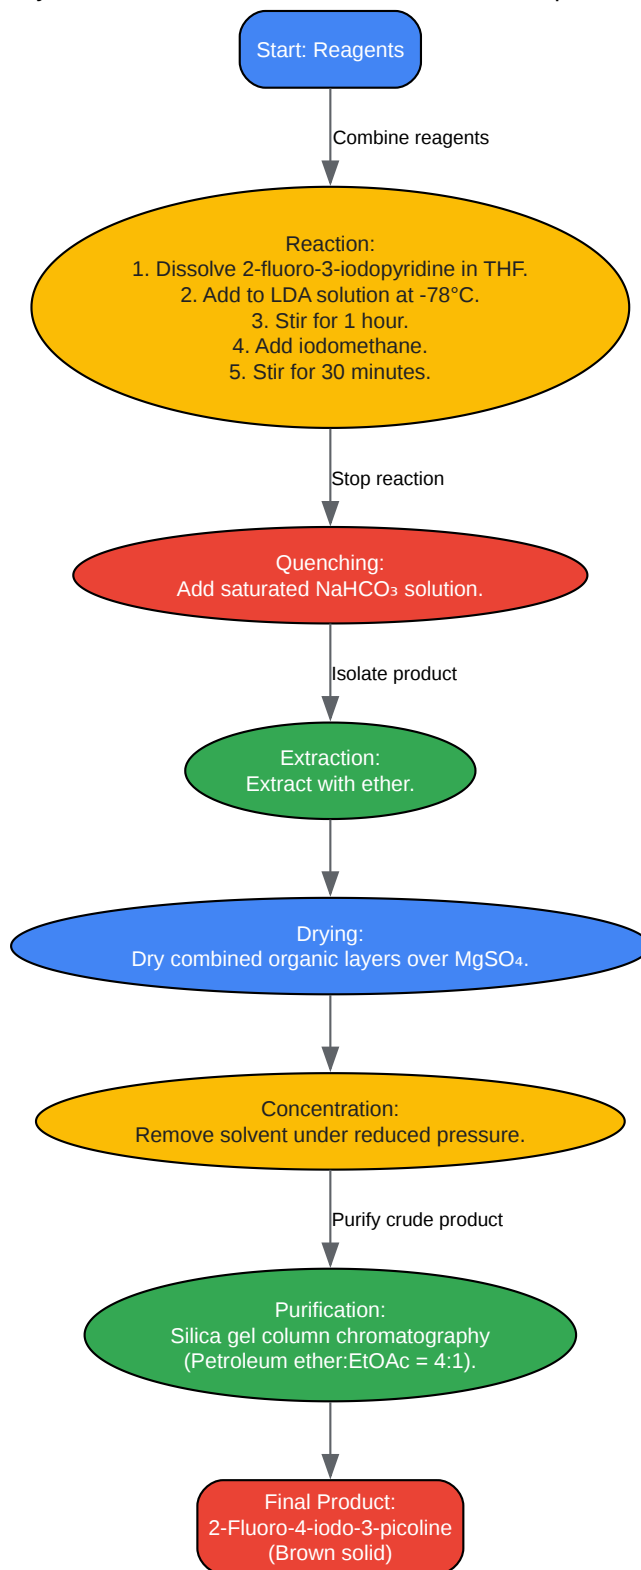 Start: Reagents
Combine reagents
Reaction:
1. Dissolve 2-fluoro-3-iodopyridine in THF.
2. Add to LDA solution at -78°C.
3. Stir for 1 hour.
4. Add iodomethane.
5. Stir for 30 minutes.
Stop reaction
Quenching:
Add saturated NaHCO₃ solution.
Isolate product
Extraction:
Extract with ether.
Drying:
Dry combined organic layers over MgSO₄.
Concentration:
Remove solvent under reduced pressure.
Purify crude product
Purification:
Silica gel column chromatography
(Petroleum ether:EtOAc = 4:1).
Final Product:
2-Fluoro-4-iodo-3-picoline
(Brown solid)